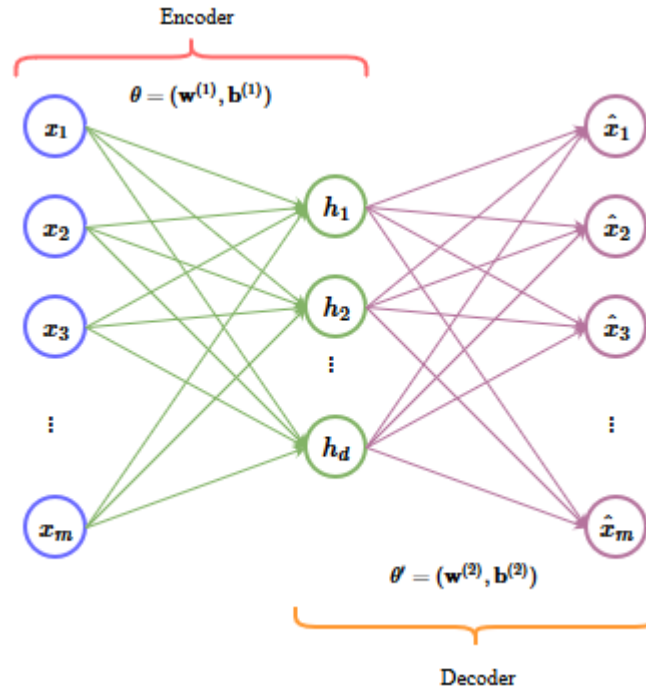 Encoder
θ = (w⁽¹⁾, b⁽¹⁾)
x₁ x̂₁
h₁
x₂ x̂₂
h₂
x₃ x̂₃
⋮
⋮ ⋮
h_d
x_m x̂_m
θ′ = (w⁽²⁾, b⁽²⁾)
Decoder